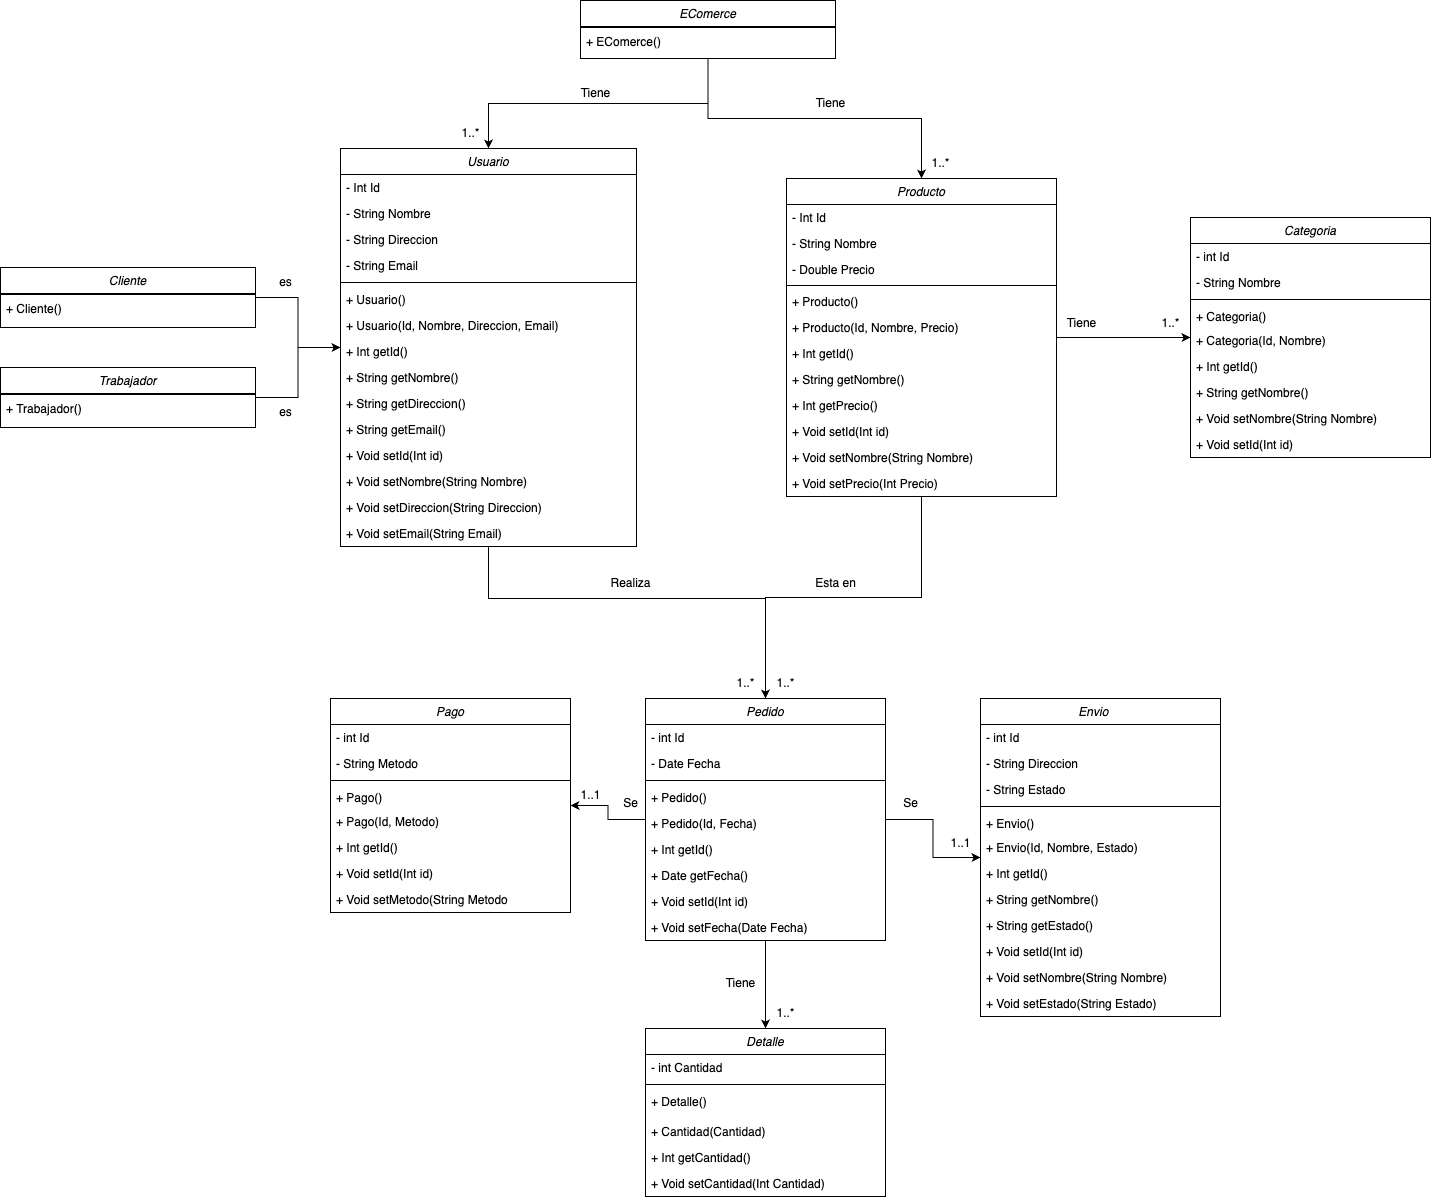 EComerce
+ EComerce()
Tiene
Tiene
1..*
1..*
Usuario
- Int Id
- String Nombre
- String Direccion
- String Email
+ Usuario()
+ Usuario(Id, Nombre, Direccion, Email)
+ Int getId()
+ String getNombre()
+ String getDireccion()
+ String getEmail()
+ Void setId(Int id)
+ Void setNombre(String Nombre)
+ Void setDireccion(String Direccion)
+ Void setEmail(String Email)
Producto
- Int Id
- String Nombre
- Double Precio
+ Producto()
+ Producto(Id, Nombre, Precio)
+ Int getId()
+ String getNombre()
+ Int getPrecio()
+ Void setId(Int id)
+ Void setNombre(String Nombre)
+ Void setPrecio(Int Precio)
Tiene
1..*
Categoria
- int Id
- String Nombre
+ Categoria()
+ Categoria(Id, Nombre)
+ Int getId()
+ String getNombre()
+ Void setNombre(String Nombre)
+ Void setId(Int id)
Cliente
+ Cliente()
es
Trabajador
+ Trabajador()
es
Realiza
Esta en
1..*
1..*
Pago
- int Id
- String Metodo
+ Pago()
+ Pago(Id, Metodo)
+ Int getId()
+ Void setId(Int id)
+ Void setMetodo(String Metodo
1..1
Se
Pedido
- int Id
- Date Fecha
+ Pedido()
+ Pedido(Id, Fecha)
+ Int getId()
+ Date getFecha()
+ Void setId(Int id)
+ Void setFecha(Date Fecha)
Se
1..1
Envio
- int Id
- String Direccion
- String Estado
+ Envio()
+ Envio(Id, Nombre, Estado)
+ Int getId()
+ String getNombre()
+ String getEstado()
+ Void setId(Int id)
+ Void setNombre(String Nombre)
+ Void setEstado(String Estado)
Tiene
1..*
Detalle
- int Cantidad
+ Detalle()
+ Cantidad(Cantidad)
+ Int getCantidad()
+ Void setCantidad(Int Cantidad)